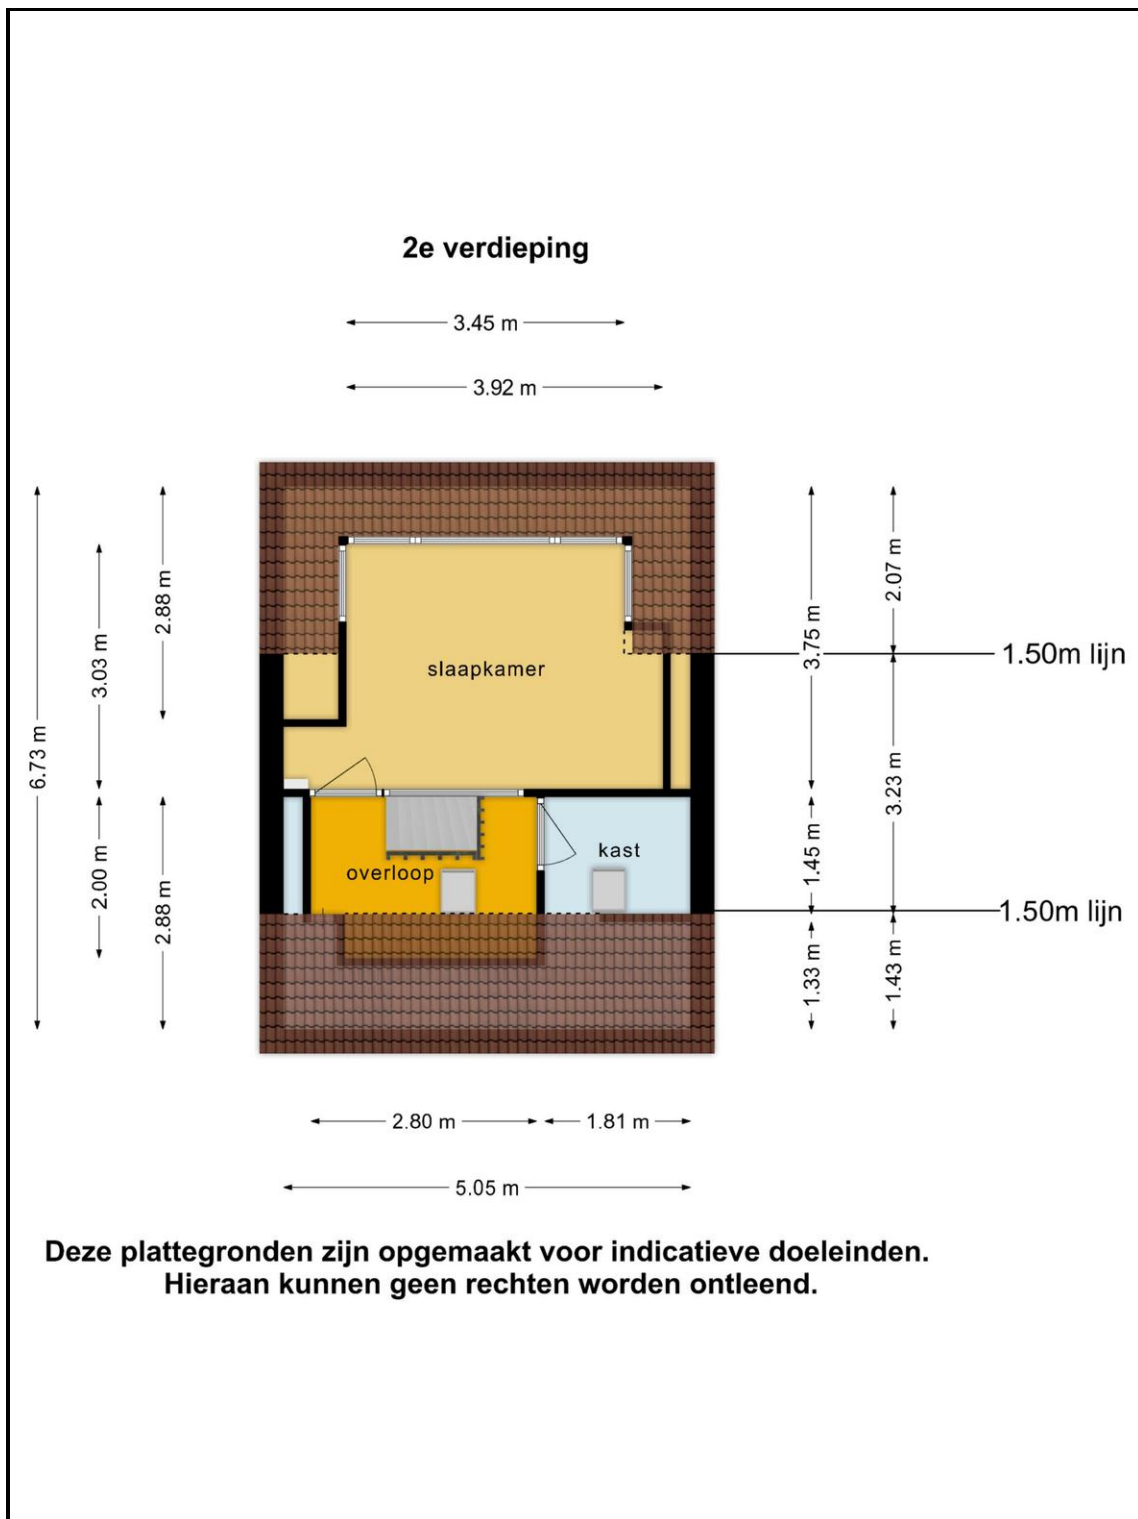 2e verdieping
3.45 m
3.92 m
6.73 m
3.03 m
2.88 m
2.00 m
2.88 m
slaapkamer
overloop
kast
3.75 m
2.07 m
1.50m lijn
3.23 m
1.45 m
1.50m lijn
1.33 m
1.43 m
2.80 m
1.81 m
5.05 m
Deze plattegronden zijn opgemaakt voor indicatieve doeleinden.
Hieraan kunnen geen rechten worden ontleend.